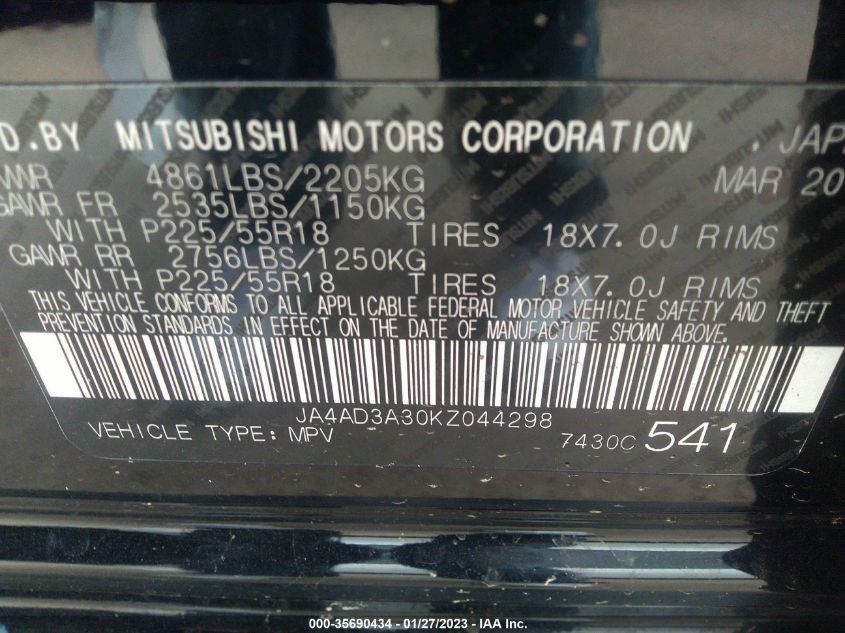 D.BY MITSUBISHI MOTORS CORPORATION . JAP
WR 4861LBS/2205KG MAR 20
GAWR FR 2535LBS/1150KG
WITH P225/55R18 TIRES 18X7.0J RIMS
GAWR RR 2756LBS/1250KG
WITH P225/55R18 TIRES 18X7.0J RIMS
THIS VEHICLE CONFORMS TO ALL APPLICABLE FEDERAL MOTOR VEHICLE SAFETY AND THEFT
PREVENTION STANDARDS IN EFFECT ON THE DATE OF MANUFACTURE SHOWN ABOVE.
JA4AD3A30KZ044298
VEHICLE TYPE: MPV 7430C 541
000-35690434 - 01/27/2023 - © IAA Inc.